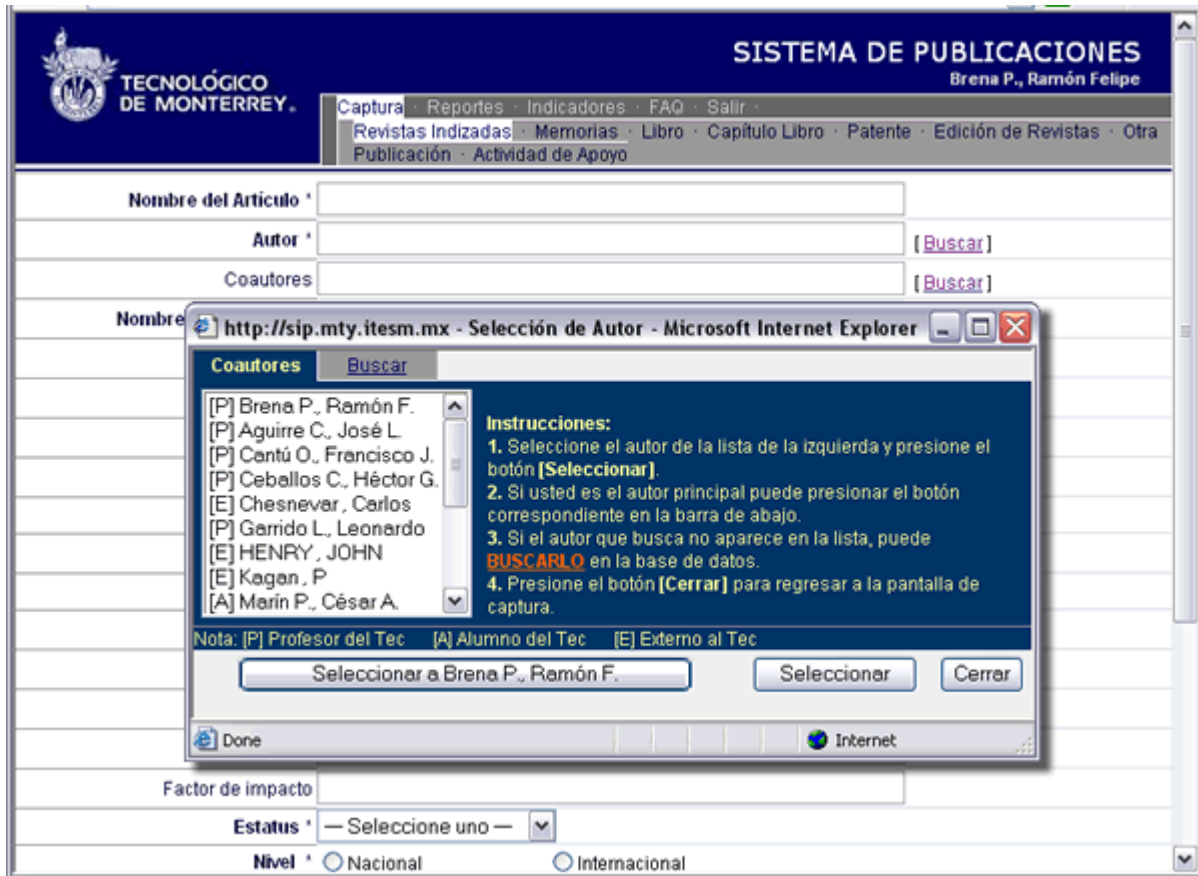 SISTEMA DE PUBLICACIONES
Brena P., Ramón Felipe
TECNOLÓGICO
DE MONTERREY®
Captura · Reportes · Indicadores · FAQ · Salir ·
Revistas Indizadas · Memorias · Libro · Capítulo Libro · Patente · Edición de Revistas · Otra
Publicación · Actividad de Apoyo
Nombre del Artículo *
Autor *
[ Buscar ]
Coautores
[ Buscar ]
Nombre
http://sip.mty.itesm.mx - Selección de Autor - Microsoft Internet Explorer
Coautores Buscar
[P] Brena P., Ramón F.
[P] Aguirre C., José L.
[P] Cantú O., Francisco J.
[P] Ceballos C., Héctor G.
[E] Chesnevar, Carlos
[P] Garrido L., Leonardo
[E] HENRY, JOHN
[E] Kagan, P
[A] Marín P., César A.
Instrucciones:
1. Seleccione el autor de la lista de la izquierda y presione el
botón [Seleccionar].
2. Si usted es el autor principal puede presionar el botón
correspondiente en la barra de abajo.
3. Si el autor que busca no aparece en la lista, puede
BUSCARLO en la base de datos.
4. Presione el botón [Cerrar] para regresar a la pantalla de
captura.
Nota: [P] Profesor del Tec [A] Alumno del Tec [E] Externo al Tec
Seleccionar a Brena P., Ramón F. Seleccionar Cerrar
Done Internet
Factor de impacto
Estatus * — Seleccione uno —
Nivel * Nacional Internacional